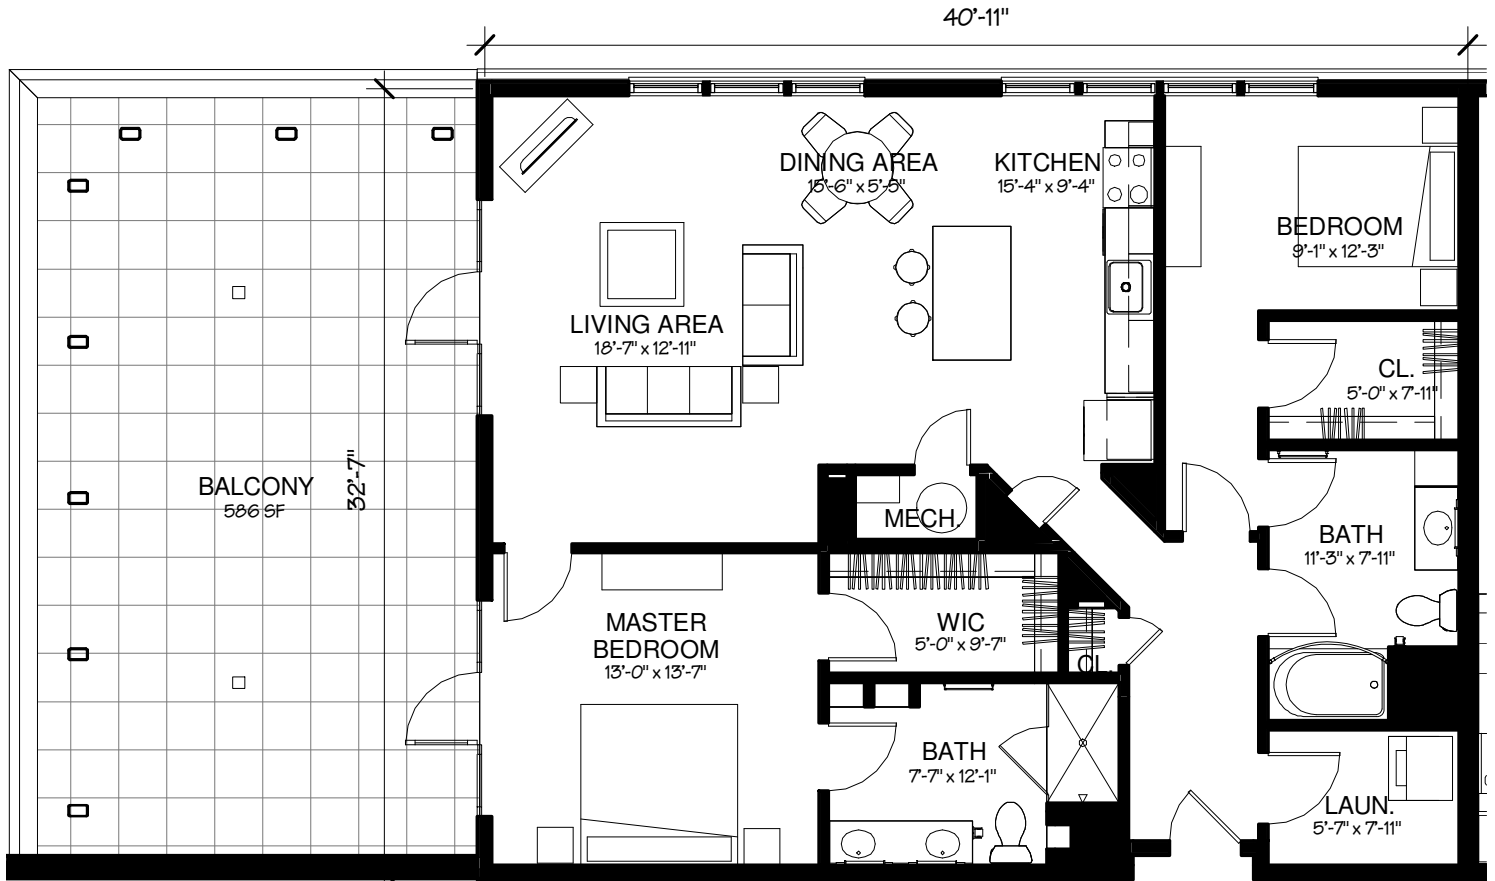 40'-11"
DINING AREA
15'-6" x 5'-5"
KITCHEN
15'-4" x 9'-4"
BEDROOM
9'-1" x 12'-3"
LIVING AREA
18'-7" x 12'-11"
CL.
5'-0" x 7'-11"
BALCONY
586 SF
32'-7"
MECH.
BATH
11'-3" x 7'-11"
MASTER
BEDROOM
13'-0" x 13'-7"
WIC
5'-0" x 9'-7"
CL.
BATH
7'-7" x 12'-1"
LAUN.
5'-7" x 7'-11"